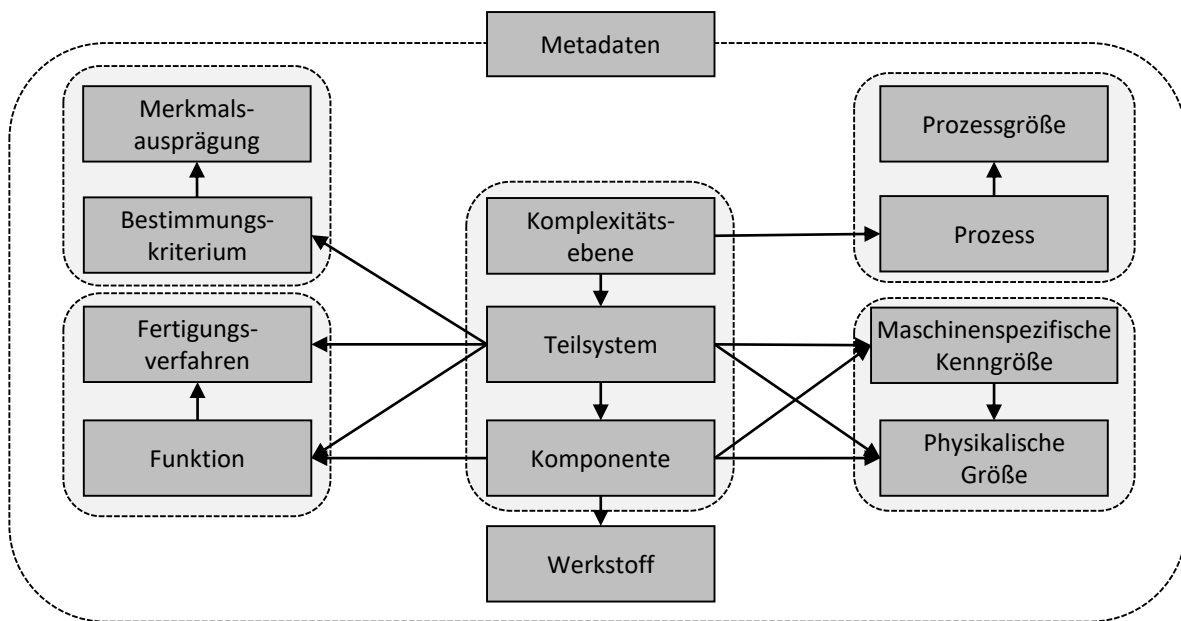 Metadaten
Merkmals-
ausprägung
Bestimmungs-
kriterium
Fertigungs-
verfahren
Funktion
Komplexitäts-
ebene
Teilsystem
Komponente
Werkstoff
Prozessgröße
Prozess
Maschinenspezifische
Kenngröße
Physikalische
Größe